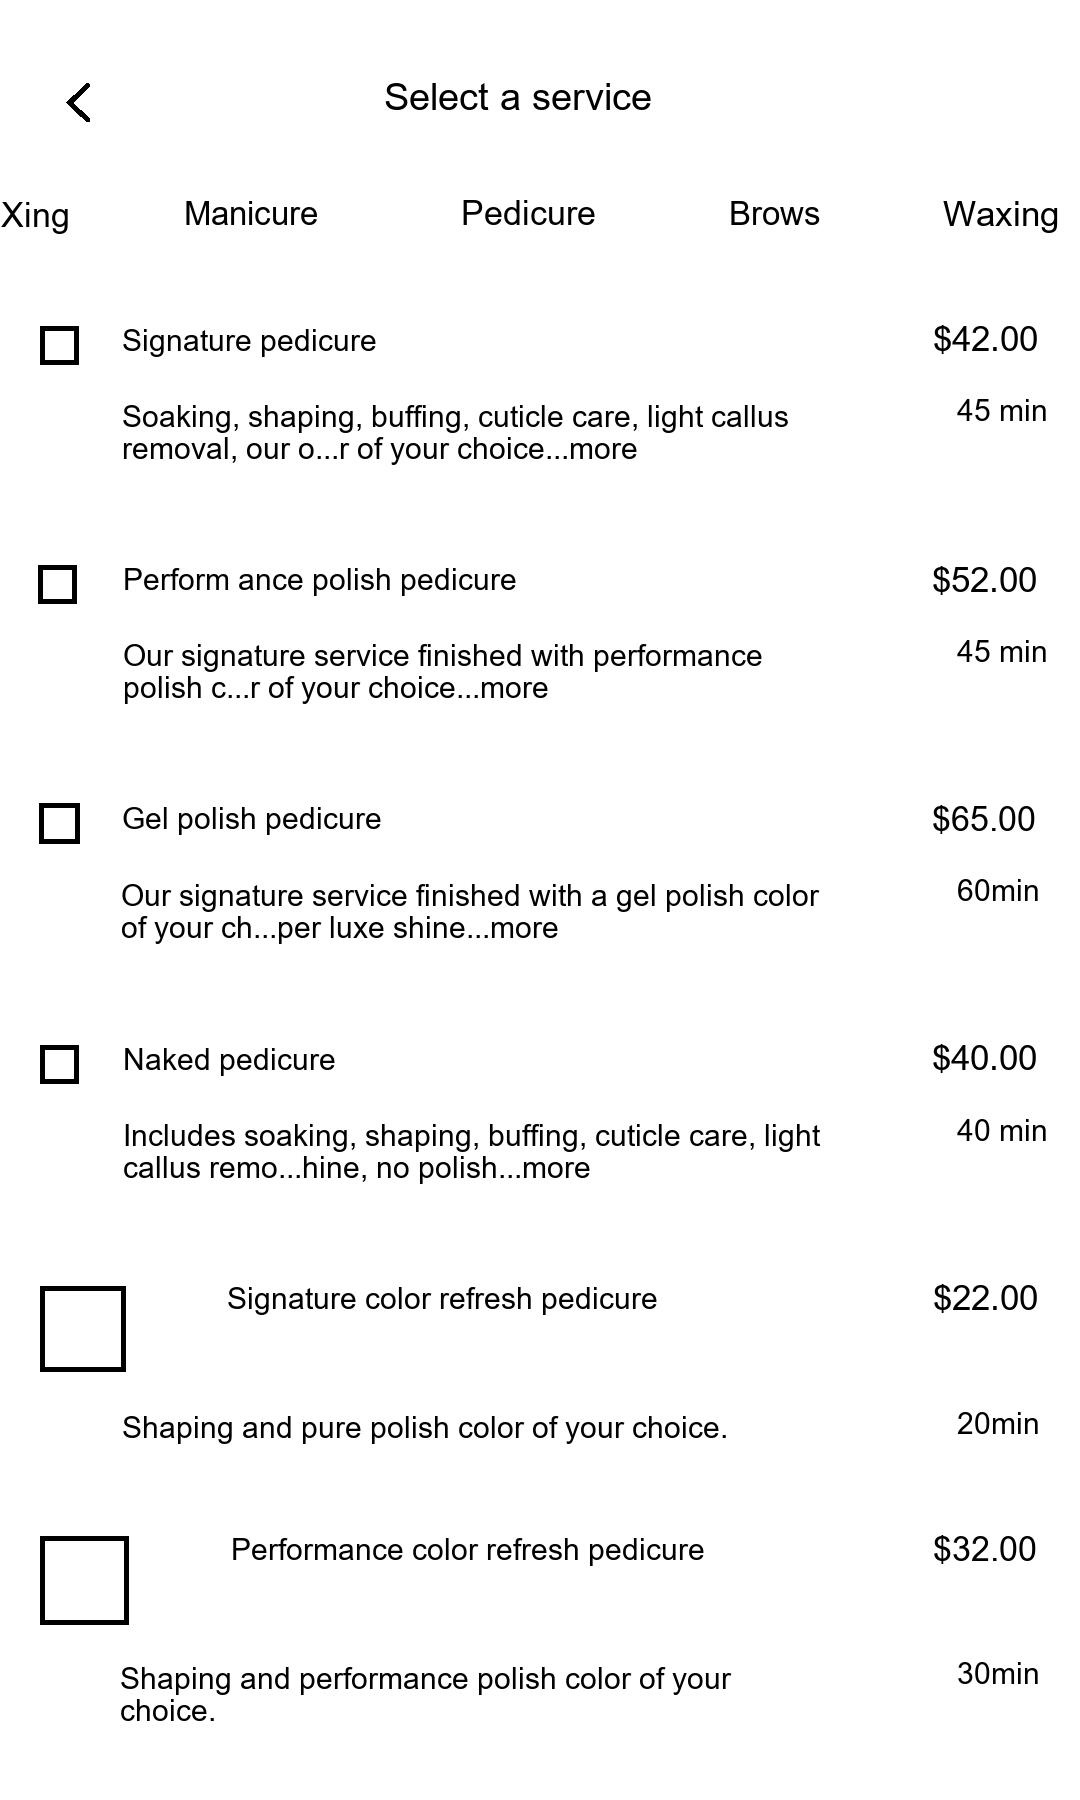 Select a service
Xing Manicure Pedicure Brows Waxing
Signature pedicure $42.00
Soaking, shaping, buffing, cuticle care, light callus 45 min
removal, our o...r of your choice...more
Perform ance polish pedicure $52.00
Our signature service finished with performance 45 min
polish c...r of your choice...more
Gel polish pedicure $65.00
Our signature service finished with a gel polish color 60min
of your ch...per luxe shine...more
Naked pedicure $40.00
Includes soaking, shaping, buffing, cuticle care, light 40 min
callus remo...hine, no polish...more
Signature color refresh pedicure $22.00
Shaping and pure polish color of your choice. 20min
Performance color refresh pedicure $32.00
Shaping and performance polish color of your 30min
choice.